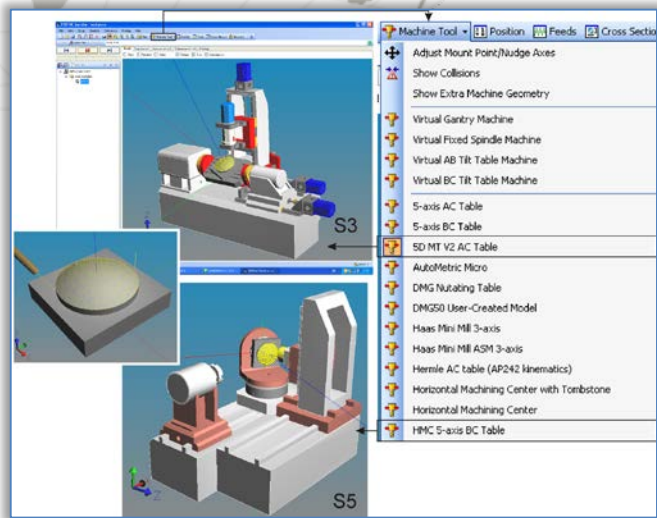 Machine Tool Position Feeds Cross Sectio
Adjust Mount Point/Nudge Axes
Show Collisions
Show Extra Machine Geometry
Virtual Gantry Machine
Virtual Fixed Spindle Machine
Virtual AB Tilt Table Machine
Virtual BC Tilt Table Machine
5-axis AC Table
5-axis BC Table
5D MT V2 AC Table
AutoMetric Micro
DMG Nutating Table
DMG50 User-Created Model
Haas Mini Mill 3-axis
Haas Mini Mill ASM 3-axis
Hermle AC table (AP242 kinematics)
Horizontal Machining Center with Tombstone
Horizontal Machining Center
HMC 5-axis BC Table
S3
Z
S5